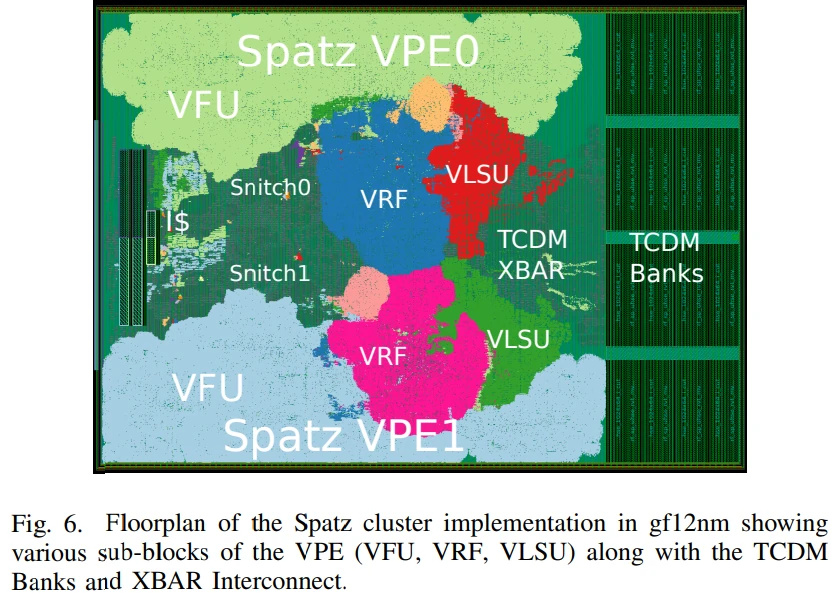 Spatz VPE0
VFU
VLSU
Snitch0
VRF
I$
TCDM
XBAR
TCDM
Banks
Snitch1
VLSU
VRF
VFU
Spatz VPE1
Fig. 6. Floorplan of the Spatz cluster implementation in gf12nm showing
various sub-blocks of the VPE (VFU, VRF, VLSU) along with the TCDM
Banks and XBAR Interconnect.